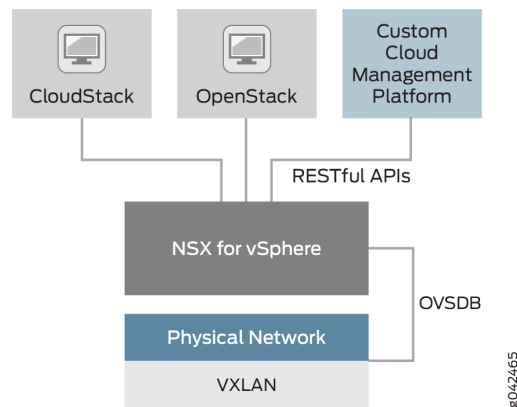 CloudStack
OpenStack
Custom
Cloud
Management
Platform
RESTful APIs
NSX for vSphere
OVSDB
Physical Network
VXLAN
g042465